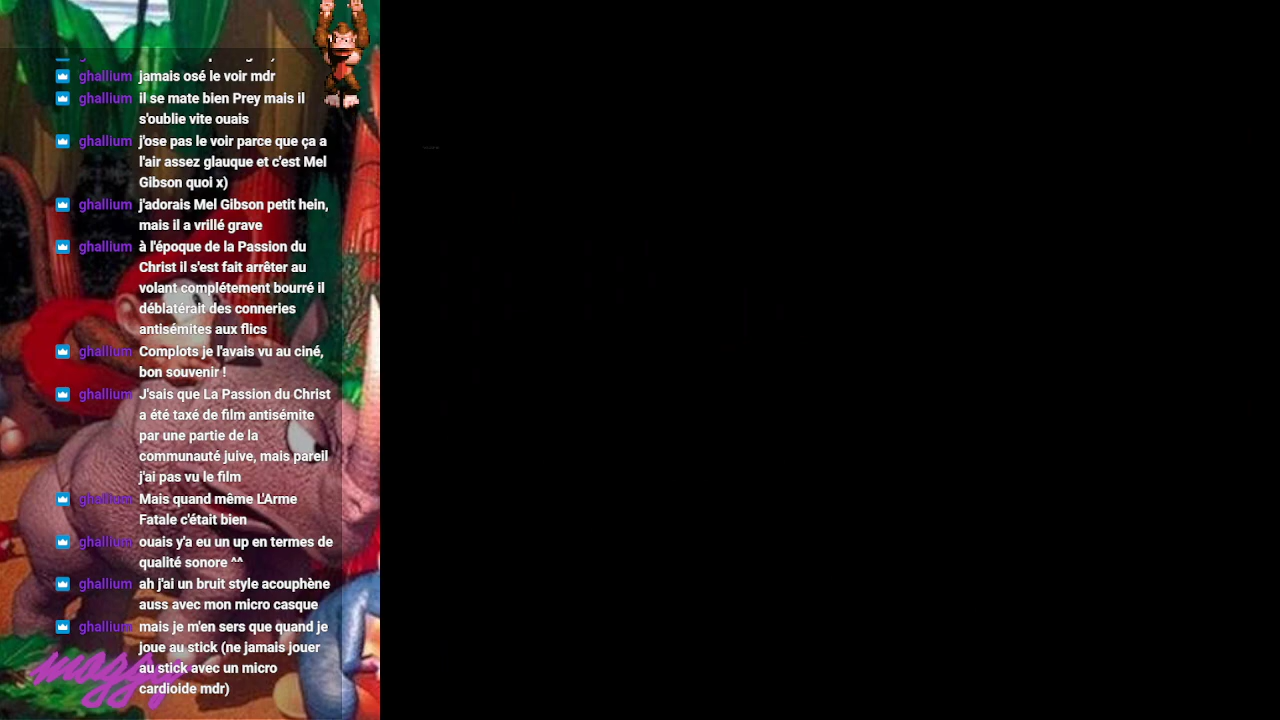 ghallium jamais osé le voir mdr
ghallium il se mate bien Prey mais il
s'oublie vite ouais
ghallium j'ose pas le voir parce que ça a
l'air assez glauque et c'est Mel
Gibson quoi x)
ghallium j'adorais Mel Gibson petit hein,
mais il a vrillé grave
ghallium à l'époque de la Passion du
Christ il s'est fait arrêter au
volant complétement bourré il
déblatérait des conneries
antisémites aux flics
ghallium Complots je l'avais vu au ciné,
bon souvenir !
ghallium J'sais que La Passion du Christ
a été taxé de film antisémite
par une partie de la
communauté juive, mais pareil
j'ai pas vu le film
ghallium Mais quand même L'Arme
Fatale c'était bien
ghallium ouais y'a eu un up en termes de
qualité sonore ^^
ghallium ah j'ai un bruit style acouphène
auss avec mon micro casque
ghallium mais je m'en sers que quand je
joue au stick (ne jamais jouer
au stick avec un micro
cardioide mdr)
moggy